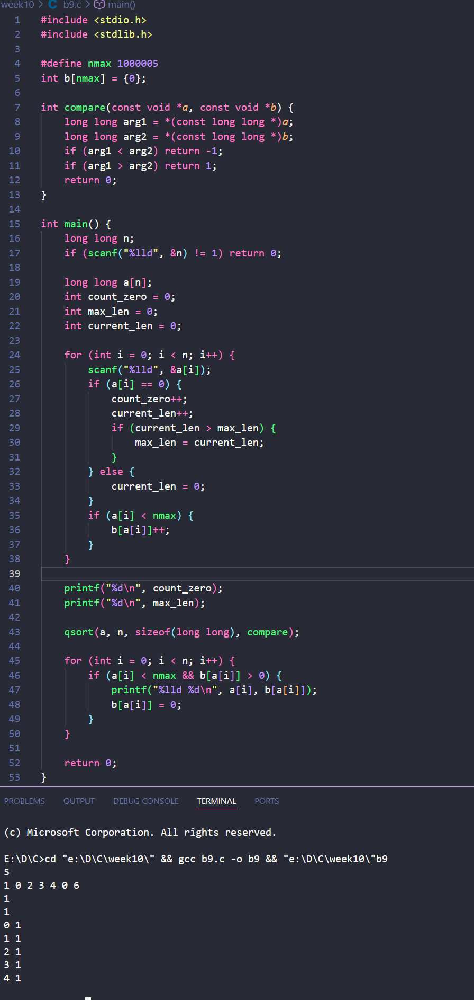 week10 > C b9.c > main()
1 #include <stdio.h>
2 #include <stdlib.h>
3
4 #define nmax 1000005
5 int b[nmax] = {0};
6
7 int compare(const void *a, const void *b) {
8     long long arg1 = *(const long long *)a;
9     long long arg2 = *(const long long *)b;
10     if (arg1 < arg2) return -1;
11     if (arg1 > arg2) return 1;
12     return 0;
13 }
14
15 int main() {
16     long long n;
17     if (scanf("%lld", &n) != 1) return 0;
18
19     long long a[n];
20     int count_zero = 0;
21     int max_len = 0;
22     int current_len = 0;
23
24     for (int i = 0; i < n; i++) {
25         scanf("%lld", &a[i]);
26         if (a[i] == 0) {
27             count_zero++;
28             current_len++;
29             if (current_len > max_len) {
30                 max_len = current_len;
31             }
32         } else {
33             current_len = 0;
34         }
35         if (a[i] < nmax) {
36             b[a[i]]++;
37         }
38     }
39
40     printf("%d\n", count_zero);
41     printf("%d\n", max_len);
42
43     qsort(a, n, sizeof(long long), compare);
44
45     for (int i = 0; i < n; i++) {
46         if (a[i] < nmax && b[a[i]] > 0) {
47             printf("%lld %d\n", a[i], b[a[i]]);
48             b[a[i]] = 0;
49         }
50     }
51
52     return 0;
53 }
PROBLEMS OUTPUT DEBUG CONSOLE TERMINAL PORTS
(c) Microsoft Corporation. All rights reserved.
E:\D\C>cd "e:\D\C\week10\" && gcc b9.c -o b9 && "e:\D\C\week10\"b9
5
1 0 2 3 4 0 6
1
1
0 1
1 1
2 1
3 1
4 1